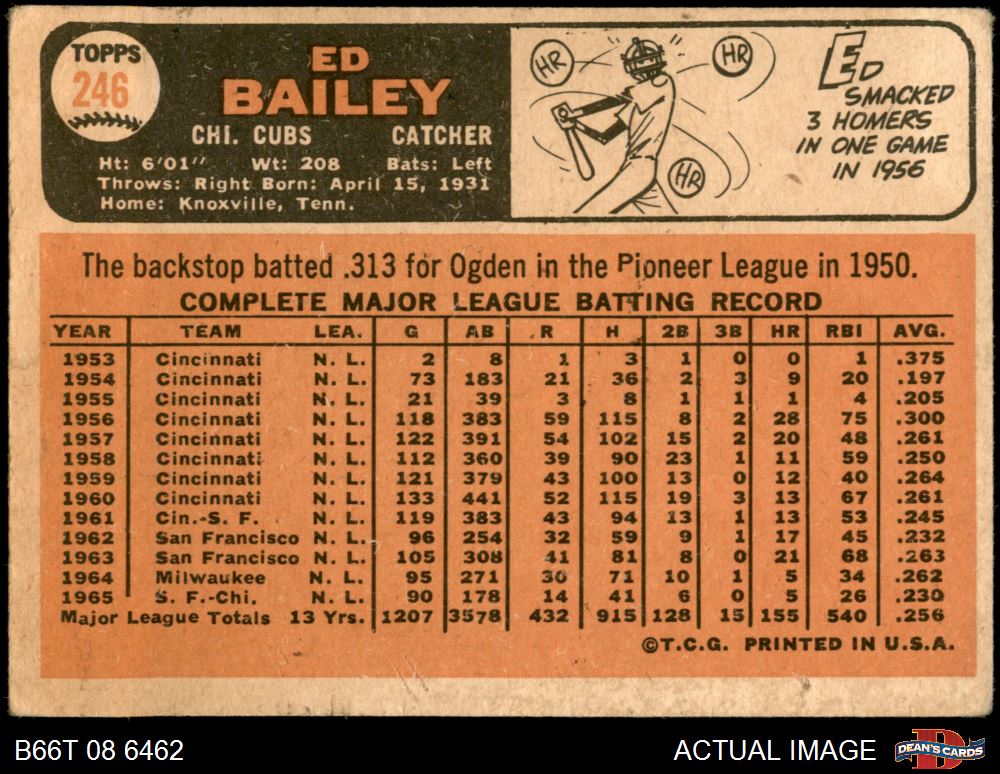 TOPPS
246
ED
BAILEY
CHI. CUBS CATCHER
Ht: 6'01" Wt: 208 Bats: Left
Throws: Right Born: April 15, 1931
Home: Knoxville, Tenn.
HR
HR
HR
ED
SMACKED
3 HOMERS
IN ONE GAME
IN 1956
The backstop batted .313 for Ogden in the Pioneer League in 1950.
COMPLETE MAJOR LEAGUE BATTING RECORD
YEAR TEAM LEA. G AB R H 2B 3B HR RBI AVG.
1953 Cincinnati N. L. 2 8 1 3 1 0 0 1 .375
1954 Cincinnati N. L. 73 183 21 36 2 3 9 20 .197
1955 Cincinnati N. L. 21 39 3 8 1 1 1 4 .205
1956 Cincinnati N. L. 118 383 59 115 8 2 28 75 .300
1957 Cincinnati N. L. 122 391 54 102 15 2 20 48 .261
1958 Cincinnati N. L. 112 360 39 90 23 1 11 59 .250
1959 Cincinnati N. L. 121 379 43 100 13 0 12 40 .264
1960 Cincinnati N. L. 133 441 52 115 19 3 13 67 .261
1961 Cin.-S. F. N. L. 119 383 43 94 13 1 13 53 .245
1962 San Francisco N. L. 96 254 32 59 9 1 17 45 .232
1963 San Francisco N. L. 105 308 41 81 8 0 21 68 .263
1964 Milwaukee N. L. 95 271 30 71 10 1 5 34 .262
1965 S. F.-Chi. N. L. 90 178 14 41 6 0 5 26 .230
Major League Totals 13 Yrs. 1207 3578 432 915 128 15 155 540 .256
©T.C.G. PRINTED IN U.S.A.
B66T 08 6462 ACTUAL IMAGE DEAN'S CARDS